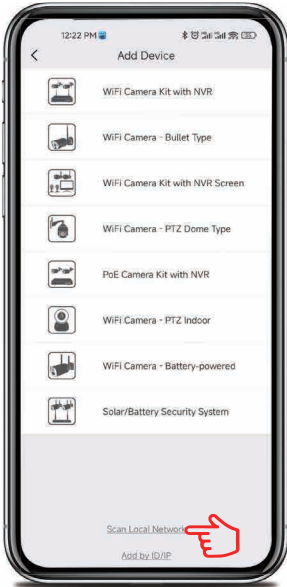 12:22 PM
Add Device
WiFi Camera Kit with NVR
WiFi Camera - Bullet Type
WiFi Camera Kit with NVR Screen
WiFi Camera - PTZ Dome Type
PoE Camera Kit with NVR
WiFi Camera - PTZ Indoor
WiFi Camera - Battery-powered
Solar/Battery Security System
Scan Local Network
Add by ID/IP